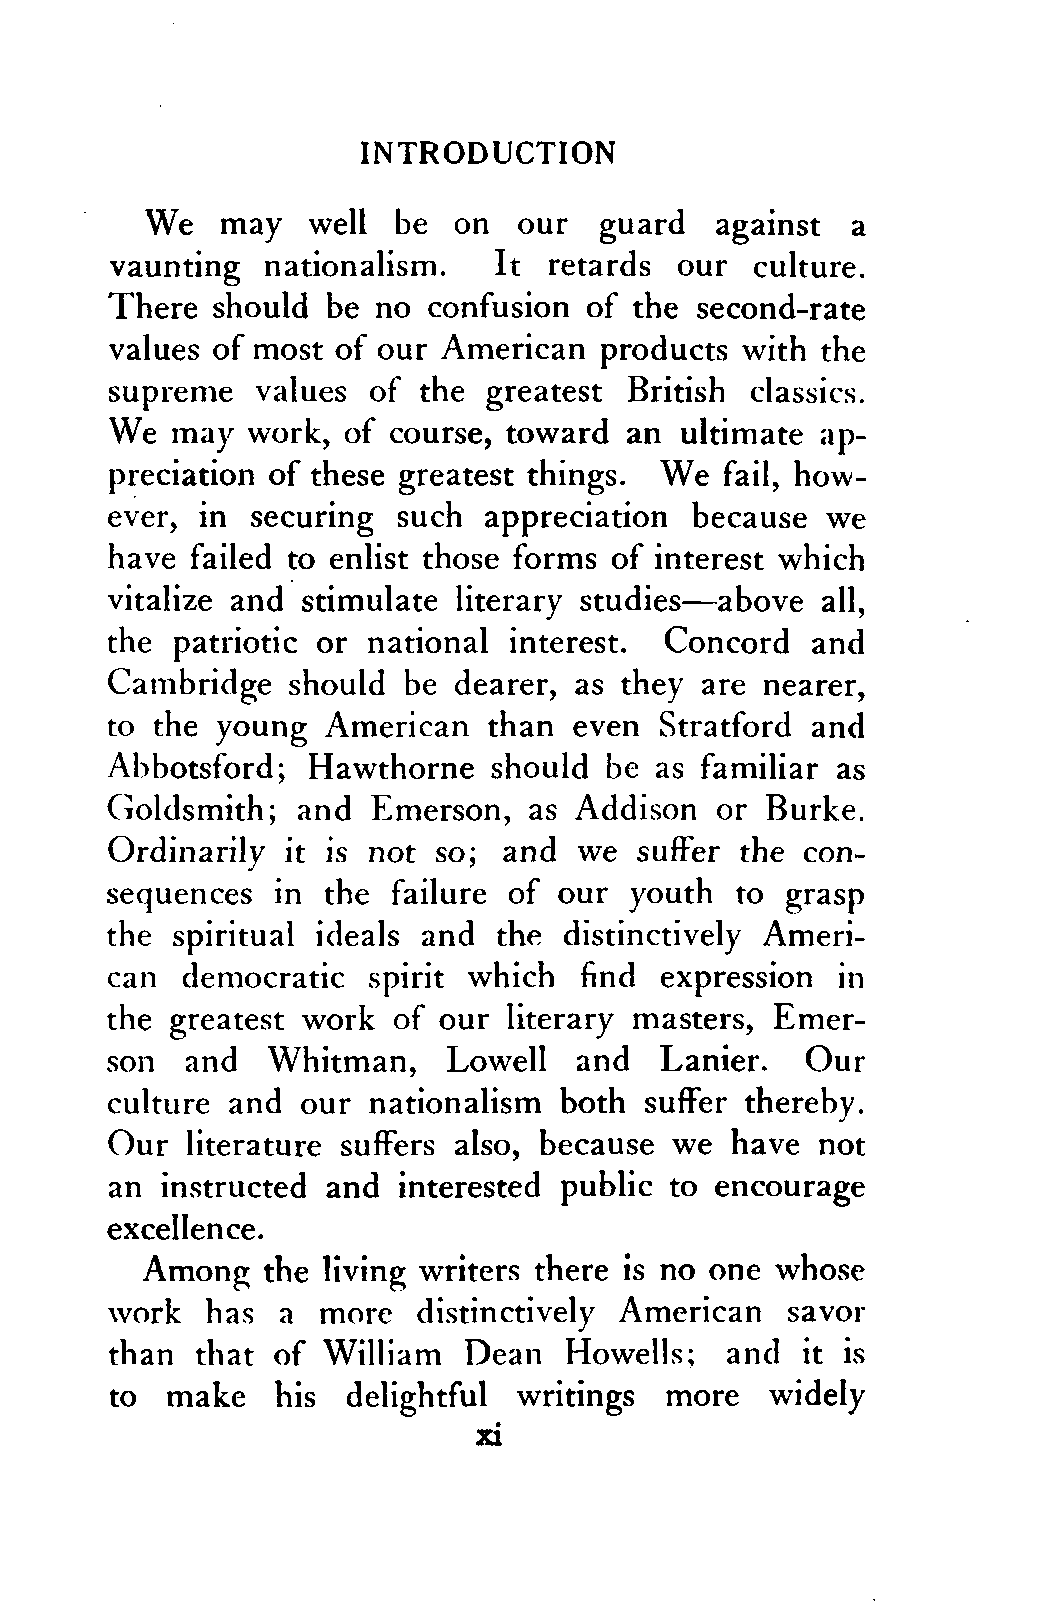 INTRODUCTION
We may well be on our guard against a
vaunting nationalism. It retards our culture.
There should be no confusion of the second-rate
values of most of our American products with the
supreme values of the greatest British classics.
We may work, of course, toward an ultimate ap-
preciation of these greatest things. We fail, how-
ever, in securing such appreciation because we
have failed to enlist those forms of interest which
vitalize and stimulate literary studies—above all,
the patriotic or national interest. Concord and
Cambridge should be dearer, as they are nearer,
to the young American than even Stratford and
Abbotsford; Hawthorne should be as familiar as
Goldsmith; and Emerson, as Addison or Burke.
Ordinarily it is not so; and we suffer the con-
sequences in the failure of our youth to grasp
the spiritual ideals and the distinctively Ameri-
can democratic spirit which find expression in
the greatest work of our literary masters, Emer-
son and Whitman, Lowell and Lanier. Our
culture and our nationalism both suffer thereby.
Our literature suffers also, because we have not
an instructed and interested public to encourage
excellence.
Among the living writers there is no one whose
work has a more distinctively American savor
than that of William Dean Howells; and it is
to make his delightful writings more widely
xi